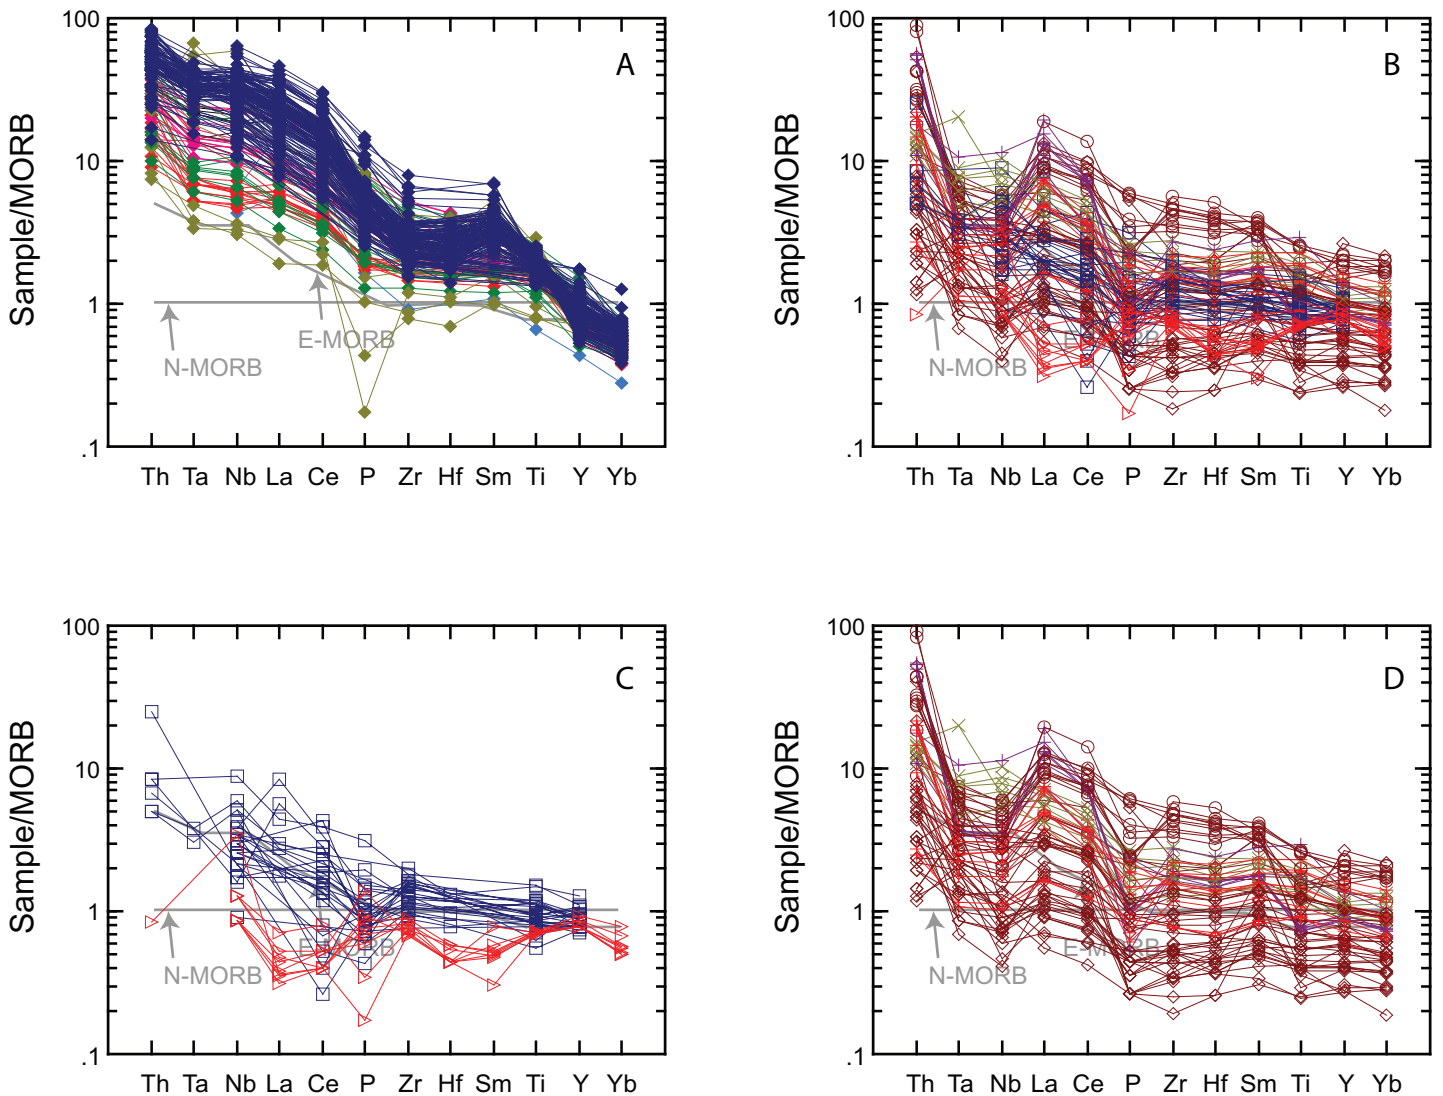 100
10
1
.1
Sample/MORB
A
E-MORB
N-MORB
Th Ta Nb La Ce P Zr Hf Sm Ti Y Yb
100
10
1
.1
Sample/MORB
B
E-MORB
N-MORB
Th Ta Nb La Ce P Zr Hf Sm Ti Y Yb
100
10
1
.1
Sample/MORB
C
E-MORB
N-MORB
Th Ta Nb La Ce P Zr Hf Sm Ti Y Yb
100
10
1
.1
Sample/MORB
D
E-MORB
N-MORB
Th Ta Nb La Ce P Zr Hf Sm Ti Y Yb